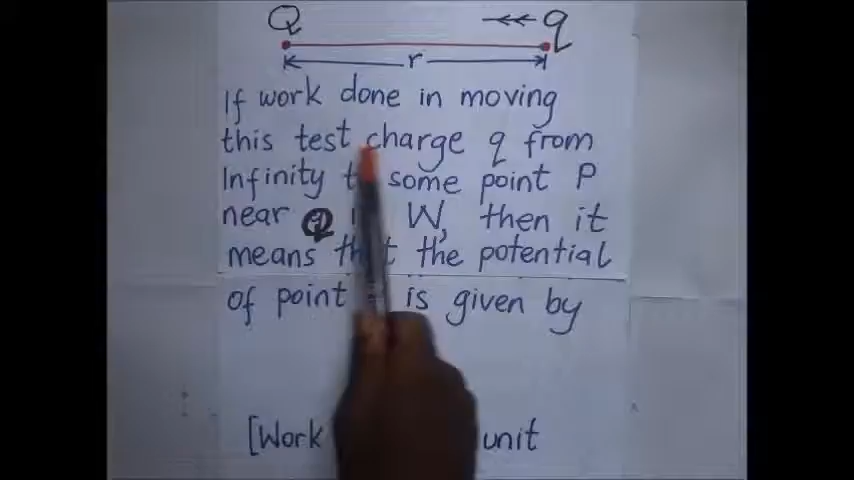 Q q
r
If work done in moving
this test charge q from
Infinity some point P
near Q W, then it
means that the potential
of point is given by
[Work unit